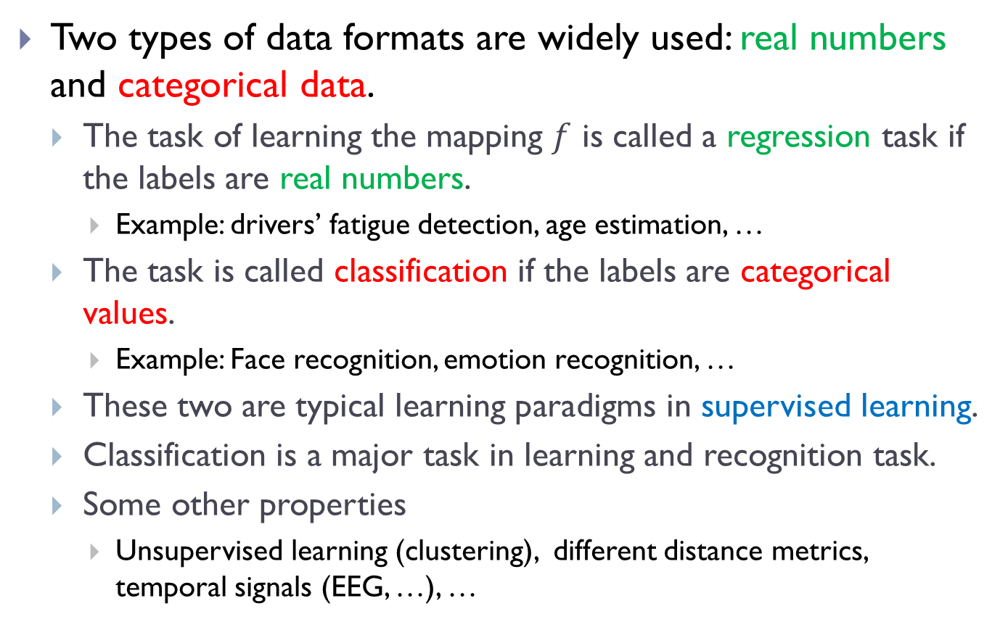 Two types of data formats are widely used: real numbers
and categorical data.
The task of learning the mapping f is called a regression task if
the labels are real numbers.
Example: drivers’ fatigue detection, age estimation, …
The task is called classification if the labels are categorical
values.
Example: Face recognition, emotion recognition, …
These two are typical learning paradigms in supervised learning.
Classification is a major task in learning and recognition task.
Some other properties
Unsupervised learning (clustering),  different distance metrics,
temporal signals (EEG, …), …